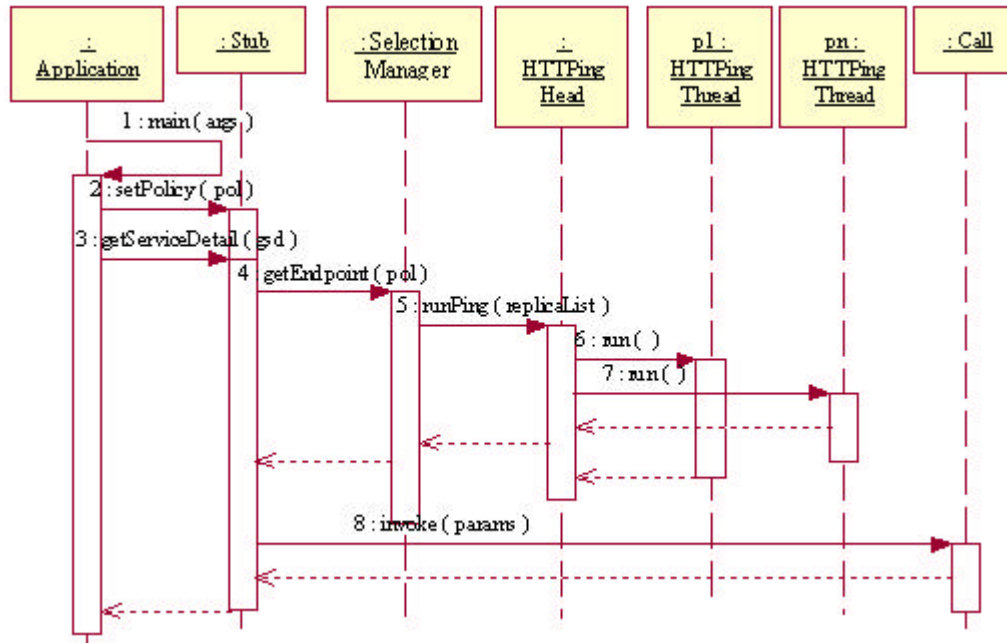 :
Application
: Stub
: Selection
Manager
:
HTTPing
Head
p1 :
HTTPing
Thread
pn :
HTTPing
Thread
: Call
1 : main ( args )
2 : setPolicy ( pol )
3 : getServiceDetail ( gsd )
4 : getEndpoint ( pol )
5 : runPing ( replicaList )
6 : run ( )
7 : run ( )
8 : invoke ( params )